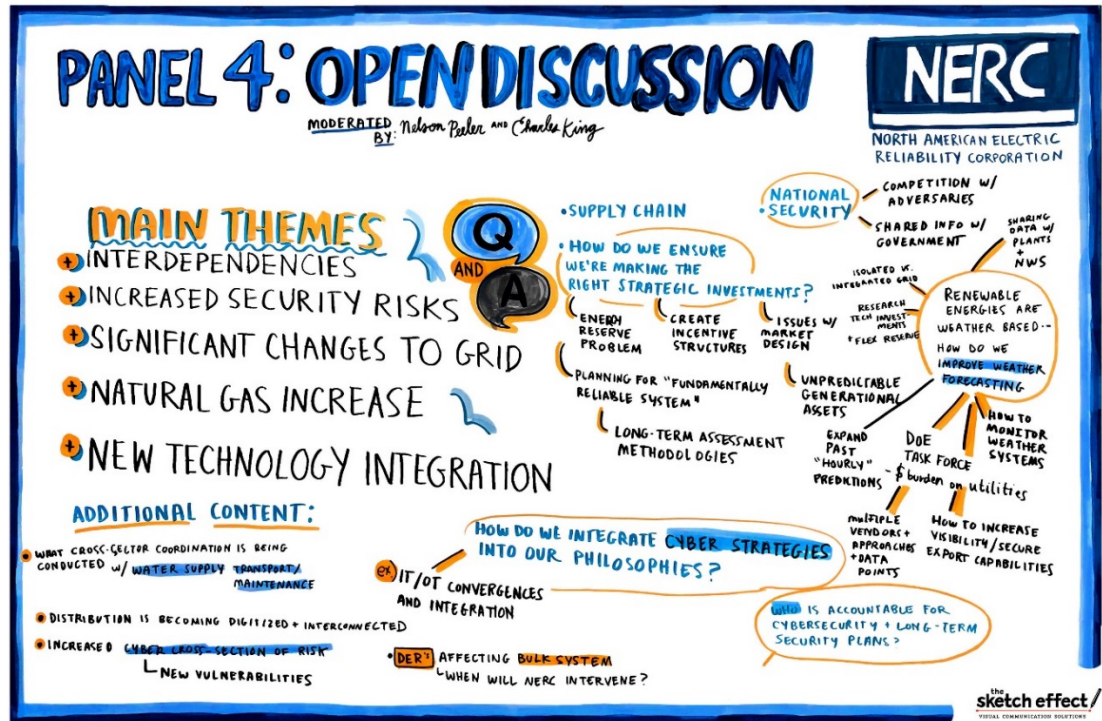 PANEL 4: OPEN DISCUSSION
MODERATED BY: Nelson Peeler AND Charles King
NERC
NORTH AMERICAN ELECTRIC
RELIABILITY CORPORATION
MAIN THEMES
+ INTERDEPENDENCIES
+ INCREASED SECURITY RISKS
+ SIGNIFICANT CHANGES TO GRID
+ NATURAL GAS INCREASE
+ NEW TECHNOLOGY INTEGRATION
Q
AND
A
• SUPPLY CHAIN
• HOW DO WE ENSURE
WE'RE MAKING THE
RIGHT STRATEGIC INVESTMENTS?
ENERGY
RESERVE
PROBLEM
CREATE
INCENTIVE
STRUCTURES
ISSUES W/
MARKET
DESIGN
PLANNING FOR "FUNDAMENTALLY
RELIABLE SYSTEM"
LONG-TERM ASSESSMENT
METHODOLOGIES
UNPREDICTABLE
GENERATIONAL
ASSETS
NATIONAL
• SECURITY
COMPETITION W/
ADVERSARIES
SHARED INFO W/
GOVERNMENT
SHARING
DATA W/
PLANTS
+
NWS
ISOLATED VS.
INTEGRATED GRID
RESEARCH
TECH INVEST
MENTS
+ FLEX RESERVE
RENEWABLE
ENERGIES ARE
WEATHER BASED...
HOW DO WE
IMPROVE WEATHER
FORECASTING
EXPAND
PAST
"HOURLY"
PREDICTIONS
DOE
TASK FORCE
- $ burden on utilities
HOW TO
MONITOR
WEATHER
SYSTEMS
MULTIPLE
VENDORS +
APPROACHES
+ DATA
POINTS
HOW TO INCREASE
VISIBILITY/SECURE
EXPORT CAPABILITIES
ADDITIONAL CONTENT:
• WHAT CROSS-SECTOR COORDINATION IS BEING
CONDUCTED W/ WATER SUPPLY TRANSPORT/
MAINTENANCE
• DISTRIBUTION IS BECOMING DIGITIZED + INTERCONNECTED
• INCREASED CYBER CROSS-SECTION OF RISK
NEW VULNERABILITIES
HOW DO WE INTEGRATE CYBER STRATEGIES
INTO OUR PHILOSOPHIES?
ex) IT/OT CONVERGENCES
AND INTEGRATION
• DER'S AFFECTING BULK SYSTEM
WHEN WILL NERC INTERVENE?
WHO IS ACCOUNTABLE FOR
CYBERSECURITY + LONG-TERM
SECURITY PLANS?
the
sketch effect
VISUAL COMMUNICATION SOLUTIONS